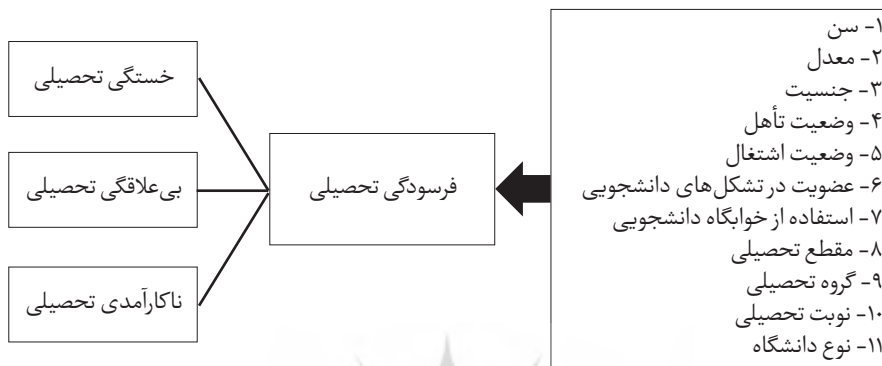 ۱- سن
۲- معدل
۳- جنسیت
۴- وضعیت تأهل
۵- وضعیت اشتغال
۶- عضویت در تشکل‌های دانشجویی
۷- استفاده از خوابگاه دانشجویی
۸- مقطع تحصیلی
۹- گروه تحصیلی
۱۰- نوبت تحصیلی
۱۱- نوع دانشگاه
فرسودگی تحصیلی
خستگی تحصیلی
بی‌علاقگی تحصیلی
ناکارآمدی تحصیلی